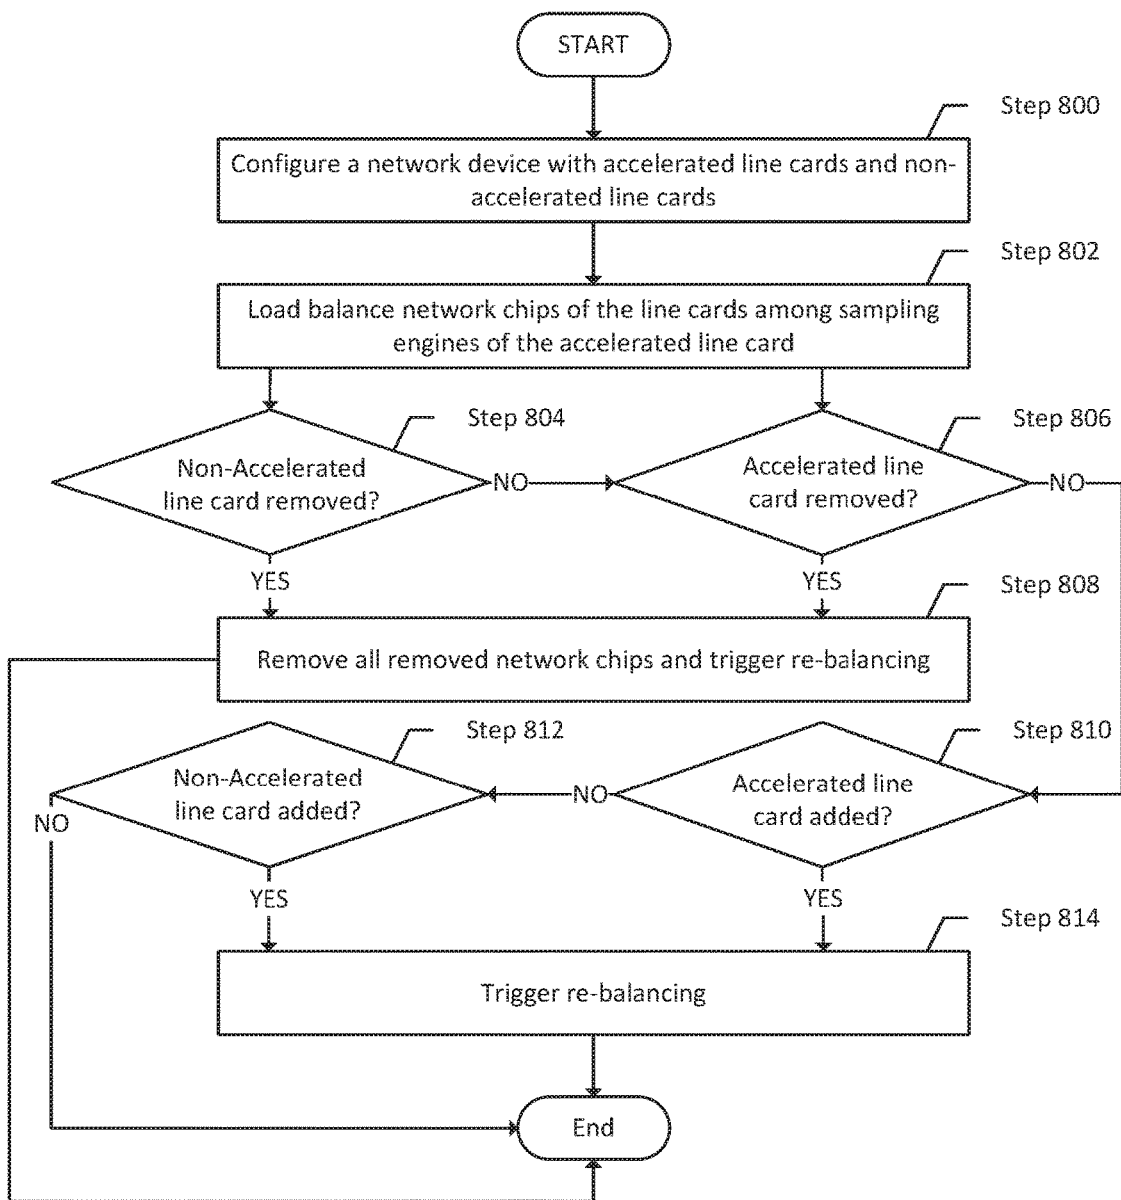 START
Step 800
Configure a network device with accelerated line cards and non-
accelerated line cards
Step 802
Load balance network chips of the line cards among sampling
engines of the accelerated line card
Step 804
Non-Accelerated
line card removed?
NO
Step 806
Accelerated line
card removed?
NO
YES
YES
Step 808
Remove all removed network chips and trigger re-balancing
Step 812
Non-Accelerated
line card added?
NO
Step 810
Accelerated line
card added?
NO
YES
YES
Step 814
Trigger re-balancing
End